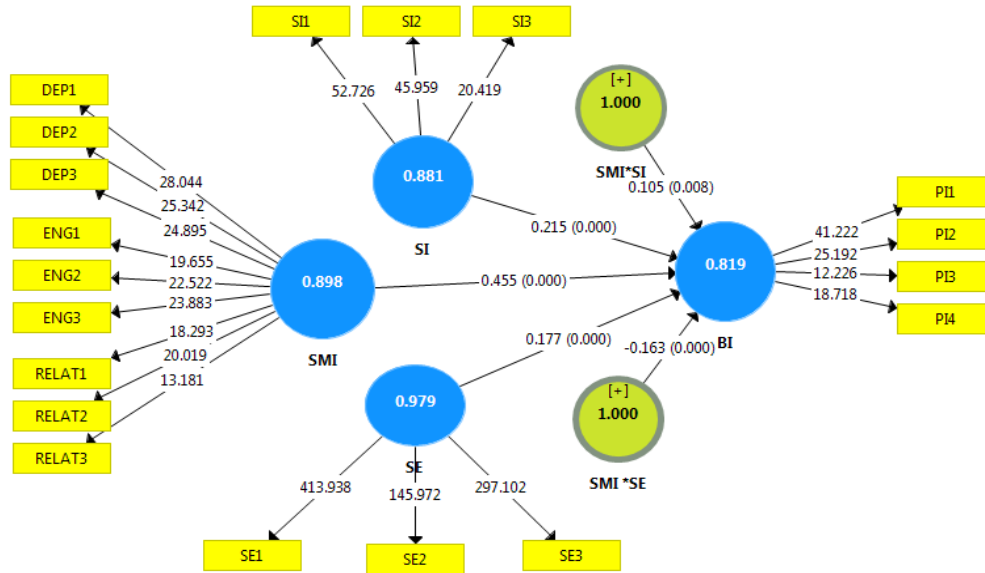 SI1
SI2
SI3
52.726
45.959
20.419
[+]
1.000
SMI*SI
0.105 (0.008)
DEP1
DEP2
DEP3
28.044
25.342
24.895
ENG1
ENG2
ENG3
19.655
22.522
23.883
RELAT1
RELAT2
RELAT3
18.293
20.019
13.181
0.881
SI
0.215 (0.000)
0.898
SMI
0.455 (0.000)
0.819
BI
PI1
PI2
PI3
PI4
41.222
25.192
12.226
18.718
0.177 (0.000)
-0.163 (0.000)
0.979
SE
[+]
1.000
SMI *SE
413.938
145.972
297.102
SE1
SE2
SE3